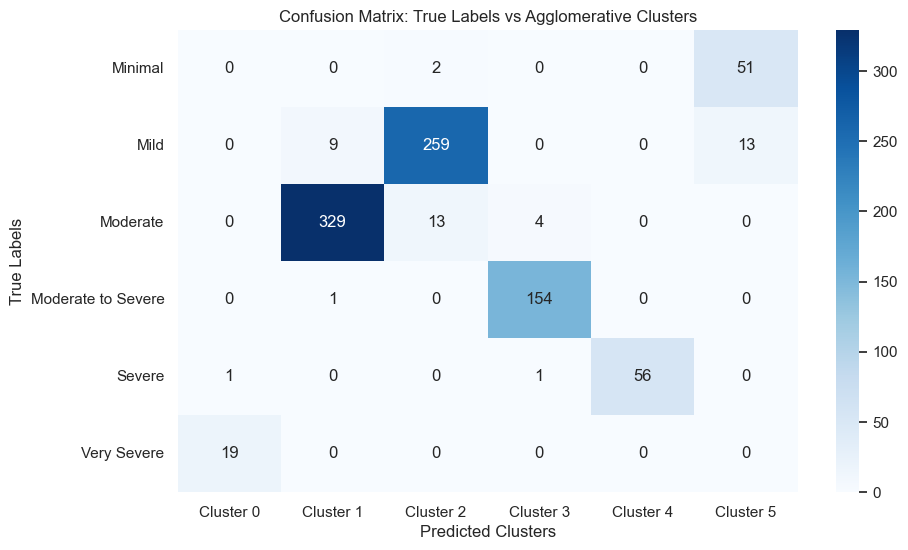 Confusion Matrix: True Labels vs Agglomerative Clusters
True Labels
Minimal 0 0 2 0 0 51
Mild 0 9 259 0 0 13
Moderate 0 329 13 4 0 0
Moderate to Severe 0 1 0 154 0 0
Severe 1 0 0 1 56 0
Very Severe 19 0 0 0 0 0
Cluster 0 Cluster 1 Cluster 2 Cluster 3 Cluster 4 Cluster 5
Predicted Clusters
300
250
200
150
100
50
0